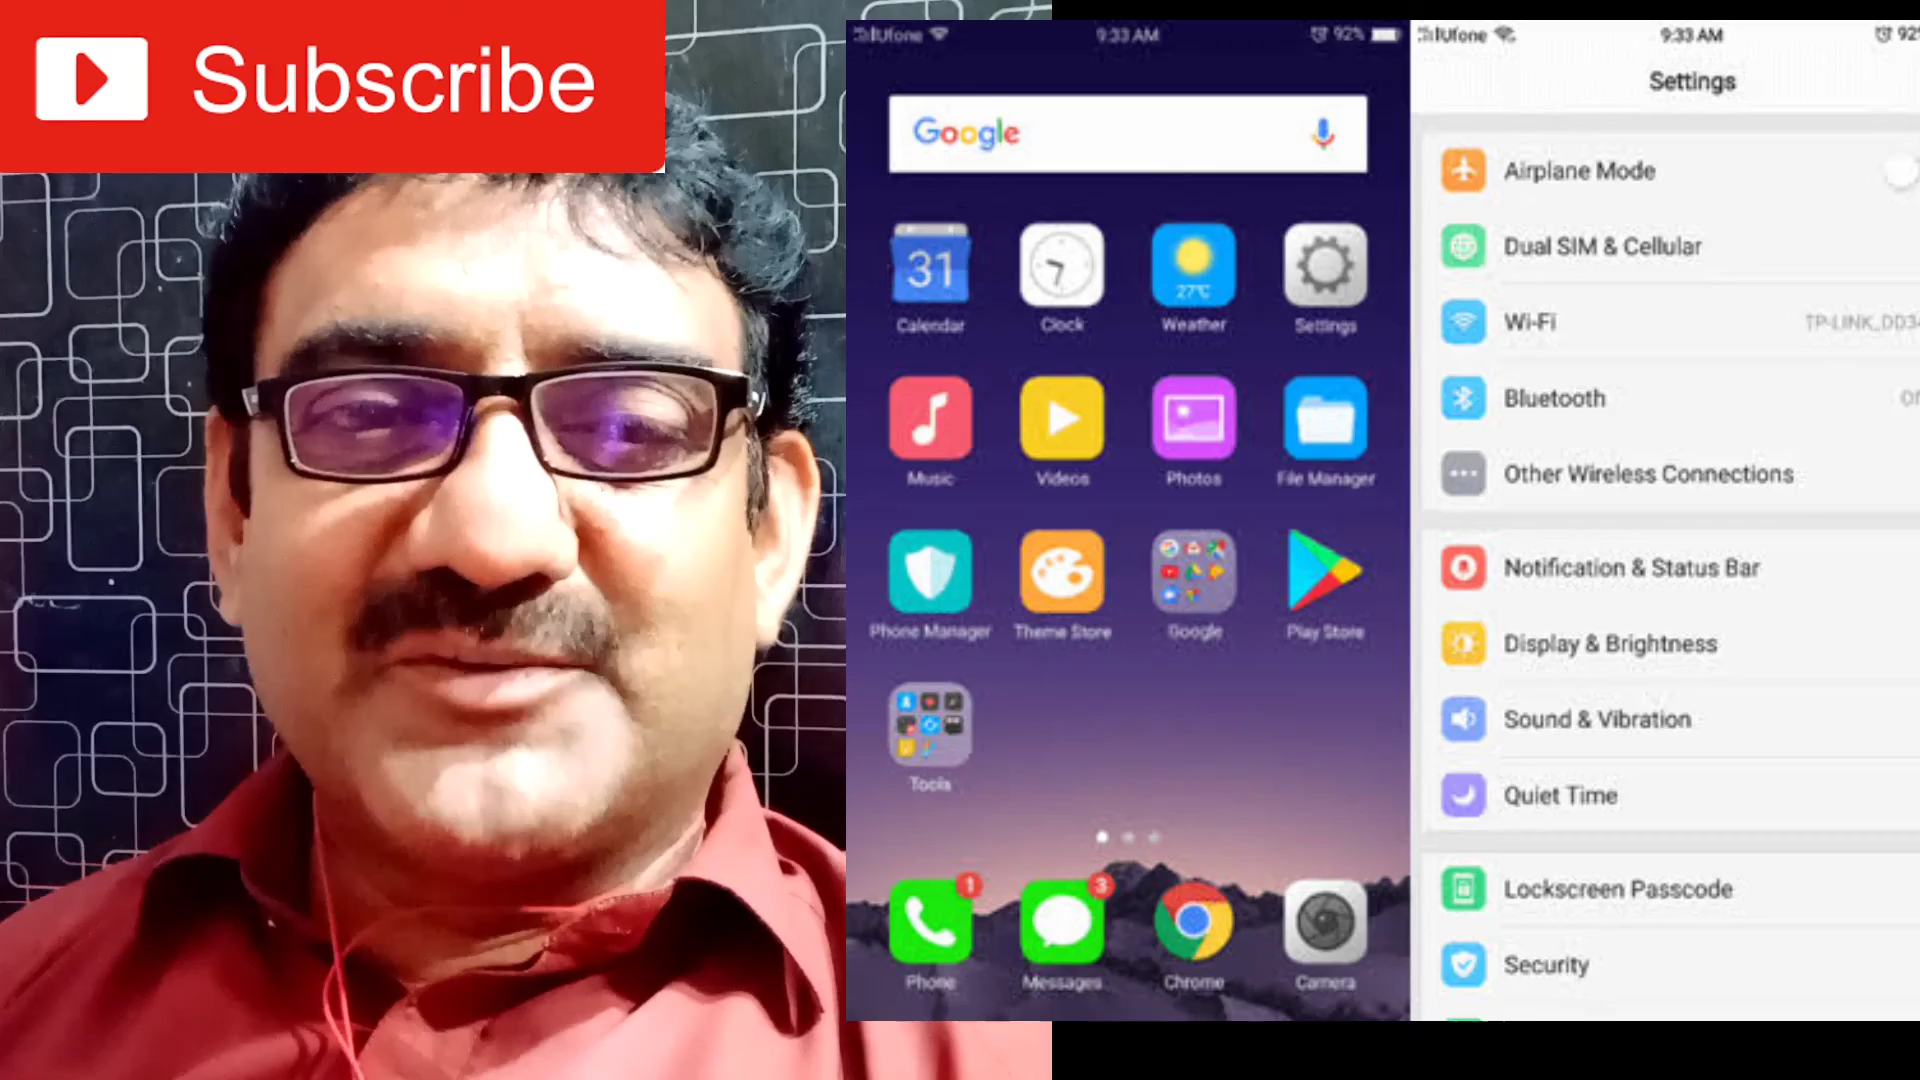 Subscribe
Ufone
9:33 AM
92%
Google
31
Calendar
Clock
27°C
Weather
Settings
Music
Videos
Photos
File Manager
Phone Manager
Theme Store
Google
Play Store
Tools
1
3
Phone
Messages
Chrome
Camera
Ufone
9:33 AM
92
Settings
Airplane Mode
Dual SIM & Cellular
Wi-Fi
TP-LINK_DD3
Bluetooth
Other Wireless Connections
Notification & Status Bar
Display & Brightness
Sound & Vibration
Quiet Time
Lockscreen Passcode
Security